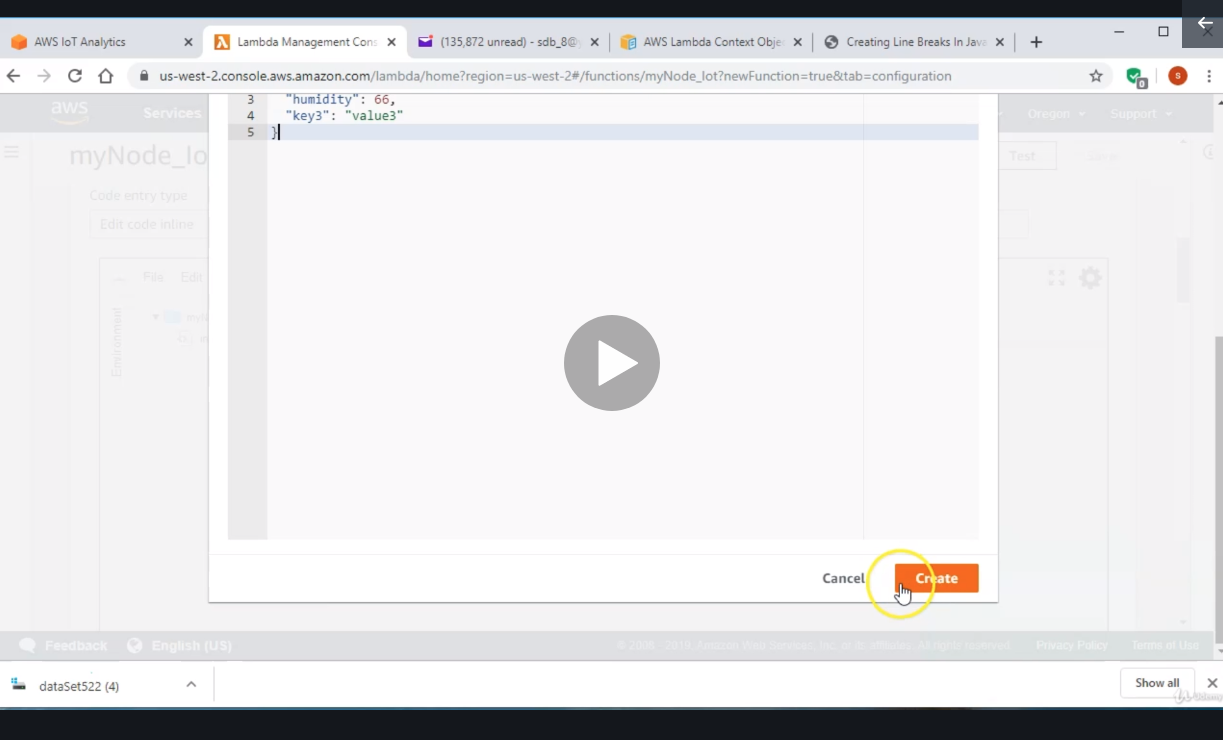 AWS IoT Analytics
Lambda Management Cons
(135,872 unread) - sdb_8@
AWS Lambda Context Obje
Creating Line Breaks In Java
us-west-2.console.aws.amazon.com/lambda/home?region=us-west-2#/functions/myNode_Iot?newFunction=true&tab=configuration
0
S
aws
Services
Oregon
Support
3 "humidity": 66,
4 "key3": "value3"
5 }
myNode_Io
Test
Code entry type
Edit code inline
File Edit
Environment
Cancel
Create
Feedback
English (US)
© 2008 - 2019, Amazon Web Services, Inc. or its affiliates. All rights reserved.
Privacy Policy
Terms of Use
dataSet522 (4)
Show all
Udemy